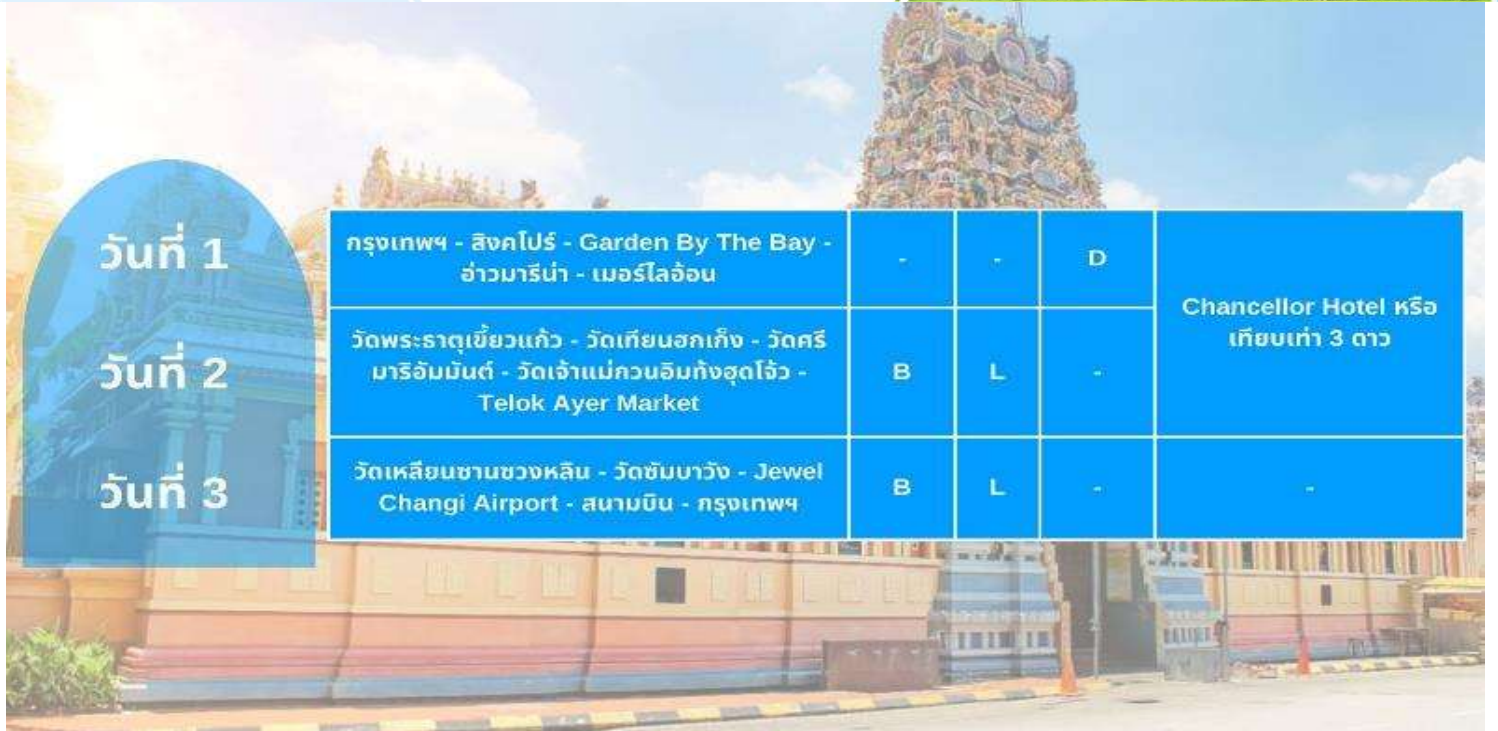 วันที่ 1
กรุงเทพฯ - สิงคโปร์ - Garden By The Bay -
อ่าวมารีน่า - เมอร์ไลอ้อน
-
-
D
Chancellor Hotel หรือ
เทียบเท่า 3 ดาว
วันที่ 2
วัดพระธาตุเขี้ยวแก้ว - วัดเทียนฮกเก็ง - วัดศรี
มาริอัมมันต์ - วัดเจ้าแม่กวนอิมทังฮุดโจ้ว -
Telok Ayer Market
B
L
-
วันที่ 3
วัดเหลียนซานซวงหลิน - วัดซัมบาวัง - Jewel
Changi Airport - สนามบิน - กรุงเทพฯ
B
L
-
-